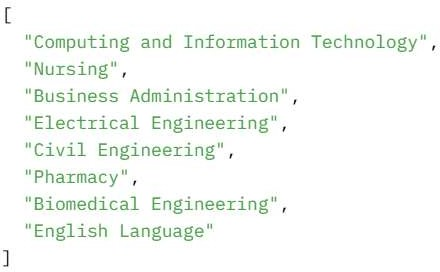 [
"Computing and Information Technology",
"Nursing",
"Business Administration",
"Electrical Engineering",
"Civil Engineering",
"Pharmacy",
"Biomedical Engineering",
"English Language"
]